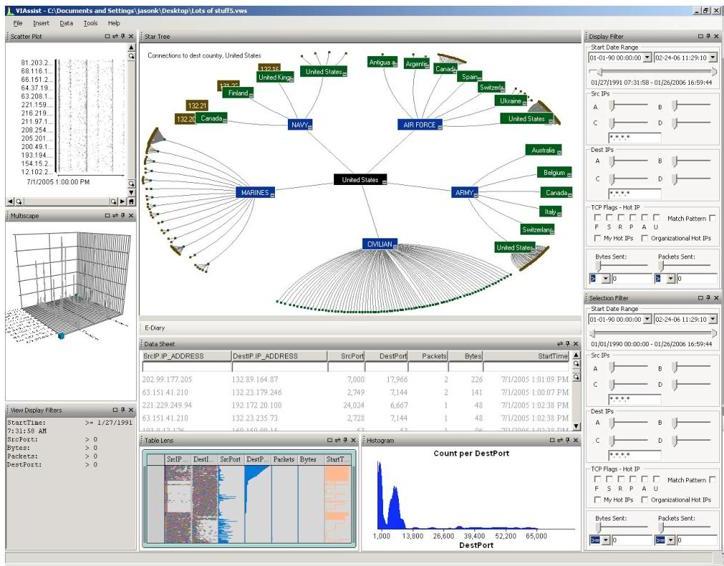 VIAssist - C:\Documents and Settings\jasonk\Desktop\Lots of stuff5.vws
File Insert Data Tools Help
Scatter Plot
81.203.2...
68.116.1...
81.166.2...
64.37.19...
63.208.1...
221.159...
216.219...
211.97.1...
208.254...
205.201...
200.49.1...
193.194...
154.15.2...
102.10.2...
7/1/2005 1:00:00 PM
Multiscape
View Display Filters
StartTime: >= 1/27/1991
7:31:58 AM
SrcPort: > 0
Bytes: > 0
Packets: > 0
DestPort: > 0
Star Tree
Connections to dest country, United States
132.16
United King
United States
Finland
132.21
132.20
Canada
NAVY
Antigua a
Argentin
Canada
Spain
Switzerla
Ukraine
United States
AIR FORCE
Australia
Belgium
Canada
Italy
Switzerland
United States
ARMY
United States
MARINES
CIVILIAN
E-Diary
Data Sheet
SrcIP.IP_ADDRESS DestIP.IP_ADDRESS SrcPort DestPort Packets Bytes StartTime
202.99.177.205 132.89.164.87 7,000 17,966 2 226 7/1/2005 1:01:09 PM
63.151.41.210 132.23.179.246 2,749 7,144 2 141 7/1/2005 1:00:07 PM
221.229.249.94 192.172.20.100 24,024 6,667 1 48 7/1/2005 1:02:38 PM
63.151.41.210 132.23.235.73 2,728 7,144 1 48 7/1/2005 1:02:38 PM
Table Lens
SrcIP... DestI... SrcPort DestP... Packets Bytes StartT...
Histogram
Count per DestPort
1,000 13,800 26,600 39,400 52,200 65,000
DestPort
Display Filter
Start Date Range
01-01-90 00:00:00 02-24-06 11:29:10
01/27/1991 07:31:58 - 01/26/2006 16:59:44
Src IPs
A B
C D
*.*.*.*
Dest IPs
A B
C D
*.*.*.*
TCP Flags - Hot IP
Match Pattern
F S R P A U
My Hot IPs Organizational Hot IPs
Bytes Sent: Packets Sent:
> 0 > 0
Selection Filter
Start Date Range
01-01-90 00:00:00 02-24-06 11:29:10
01/01/1990 00:00:00 - 01/26/2006 16:59:44
Src IPs
A B
C D
*.*.*.*
Dest IPs
A B
C D
*.*.*.*
TCP Flags - Hot IP
Match Pattern
F S R P A U
My Hot IPs Organizational Hot IPs
Bytes Sent: Packets Sent:
>= 0 >= 0